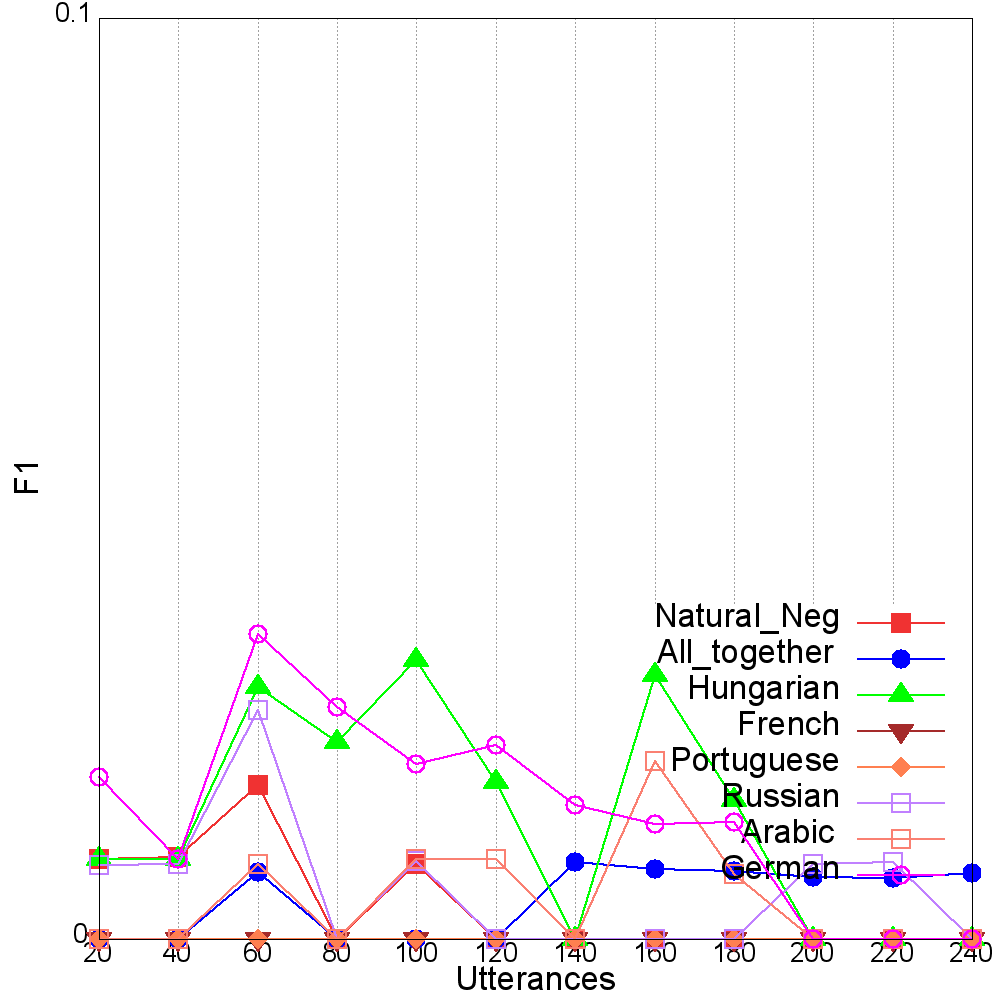 0.1
F1
Natural_Neg
All_together
Hungarian
French
Portuguese
Russian
Arabic
German
0
20 40 60 80 100 120 140 160 180 200 220 240
Utterances